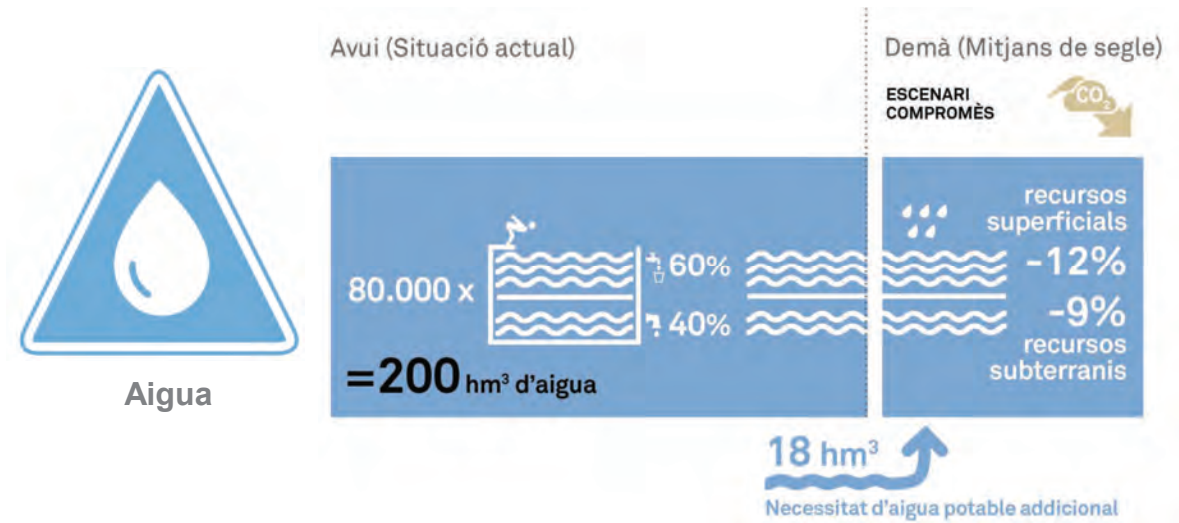 Avui (Situació actual)
Demà (Mitjans de segle)
ESCENARI
COMPROMÈS
CO₂
Aigua
80.000 x
60%
40%
=200 hm³ d'aigua
recursos
superficials
-12%
-9%
recursos
subterranis
18 hm³
Necessitat d'aigua potable addicional